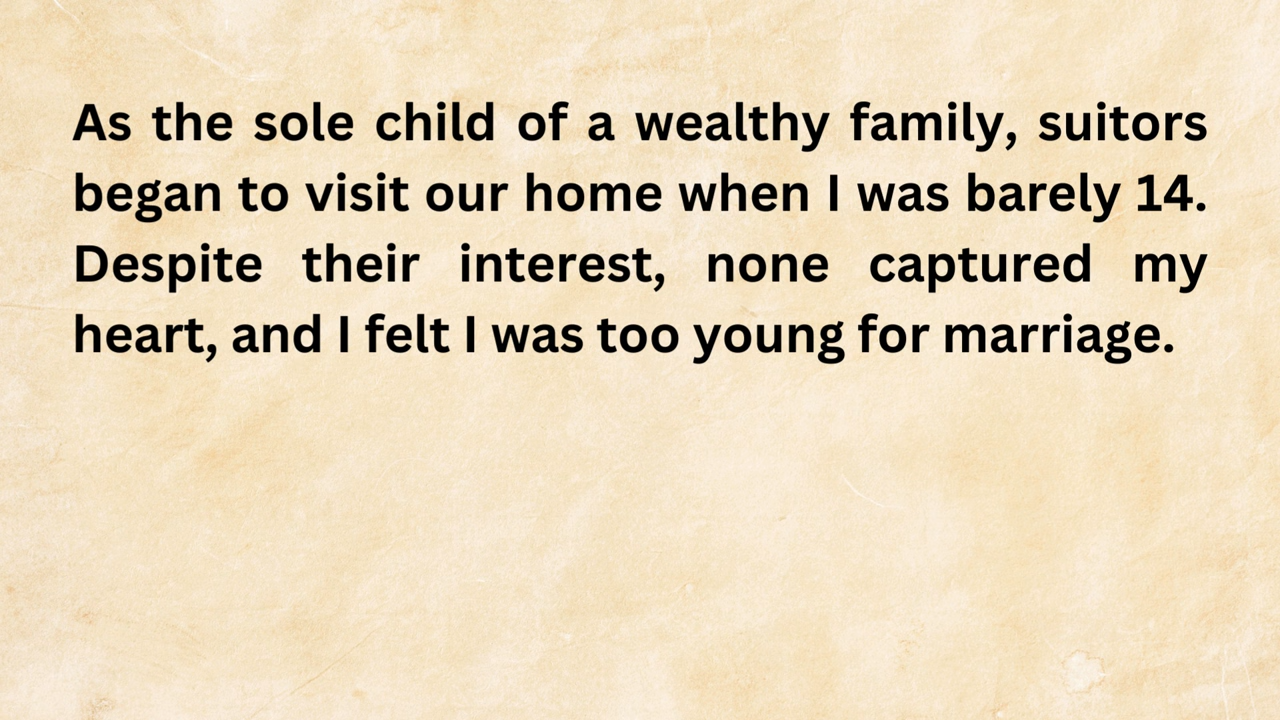 As the sole child of a wealthy family, suitors
began to visit our home when I was barely 14.
Despite their interest, none captured my
heart, and I felt I was too young for marriage.